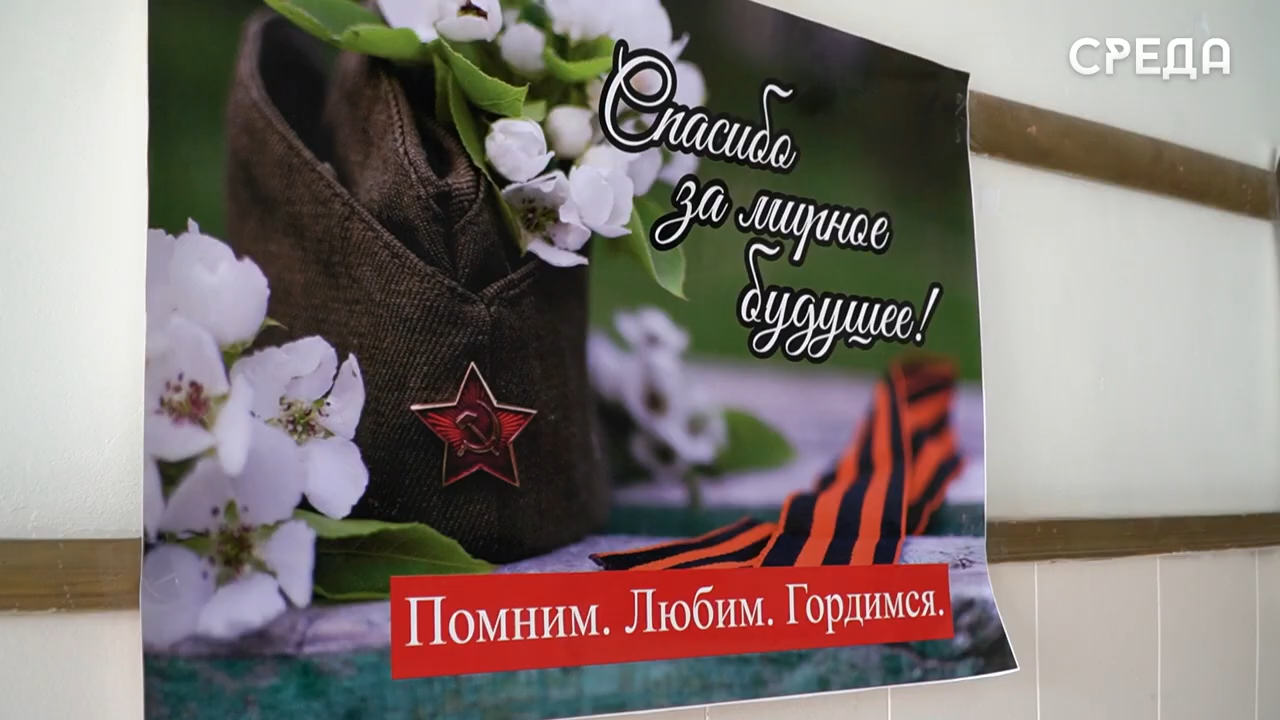 СРЕДА
Спасибо
за мирное
будущее!
Помним. Любим. Гордимся.